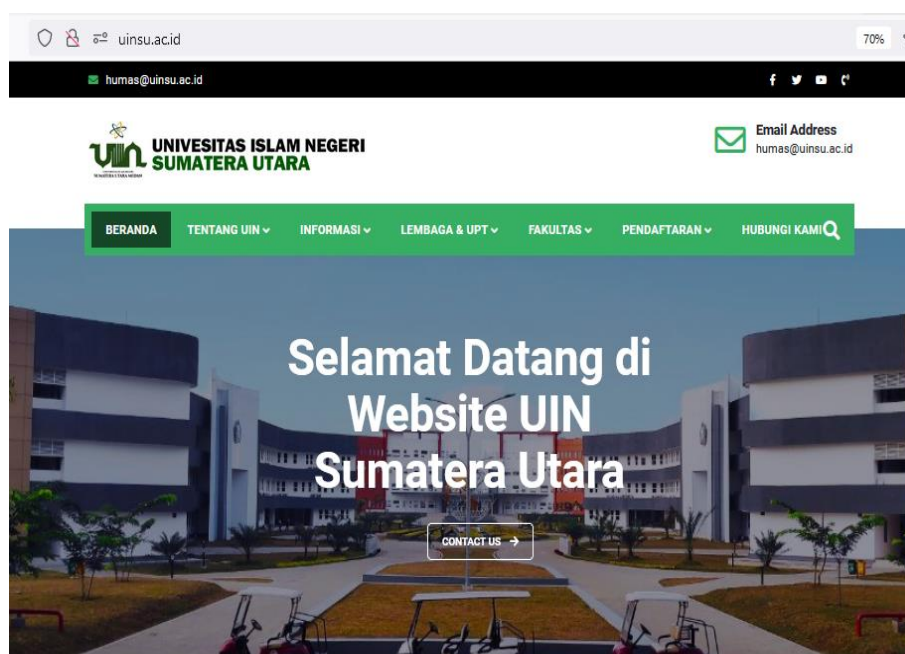 uinsu.ac.id
70%
humas@uinsu.ac.id
UIN
UNIVESITAS ISLAM NEGERI
SUMATERA UTARA
Email Address
humas@uinsu.ac.id
BERANDA TENTANG UIN INFORMASI LEMBAGA & UPT FAKULTAS PENDAFTARAN HUBUNGI KAMI
Selamat Datang di
Website UIN
Sumatera Utara
CONTACT US →